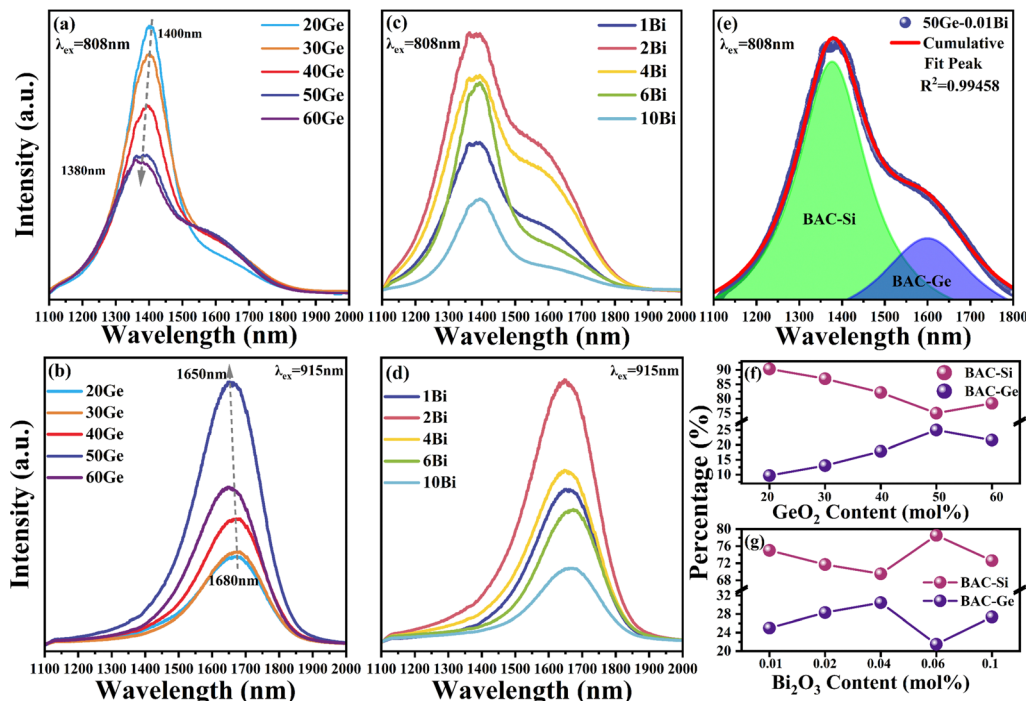 (a)
λex=808nm
1400nm
20Ge
30Ge
40Ge
50Ge
60Ge
1380nm
Intensity (a.u.)
1100 1200 1300 1400 1500 1600 1700 1800 1900 2000
Wavelength (nm)
(c)
λex=808nm
1Bi
2Bi
4Bi
6Bi
10Bi
1100 1200 1300 1400 1500 1600 1700 1800 1900 2000
Wavelength (nm)
(e)
λex=808nm
50Ge-0.01Bi
Cumulative
Fit Peak
R²=0.99458
BAC-Si
BAC-Ge
1100 1200 1300 1400 1500 1600 1700 1800
Wavelength (nm)
(b)
1650nm
λex=915nm
20Ge
30Ge
40Ge
50Ge
60Ge
1680nm
Intensity (a.u.)
1100 1200 1300 1400 1500 1600 1700 1800 1900 2000
Wavelength (nm)
(d)
λex=915nm
1Bi
2Bi
4Bi
6Bi
10Bi
1100 1200 1300 1400 1500 1600 1700 1800 1900 2000
Wavelength (nm)
Percentage (%)
(f)
BAC-Si
BAC-Ge
90
85
80
75
25
20
15
10
20 30 40 50 60
GeO₂ Content (mol%)
(g)
BAC-Si
BAC-Ge
80
76
72
68
32
28
24
20
0.01 0.02 0.04 0.06 0.1
Bi₂O₃ Content (mol%)